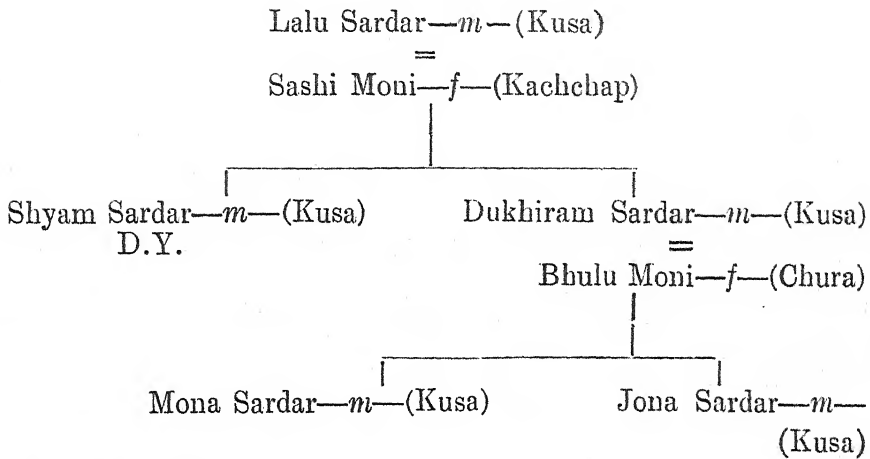 Lalu Sardar—m—(Kusa)
=
Sashi Moni—f—(Kachchap)
Shyam Sardar—m—(Kusa) Dukhiram Sardar—m—(Kusa)
D.Y. =
Bhulu Moni—f—(Chura)
Mona Sardar—m—(Kusa) Jona Sardar—m—
(Kusa)